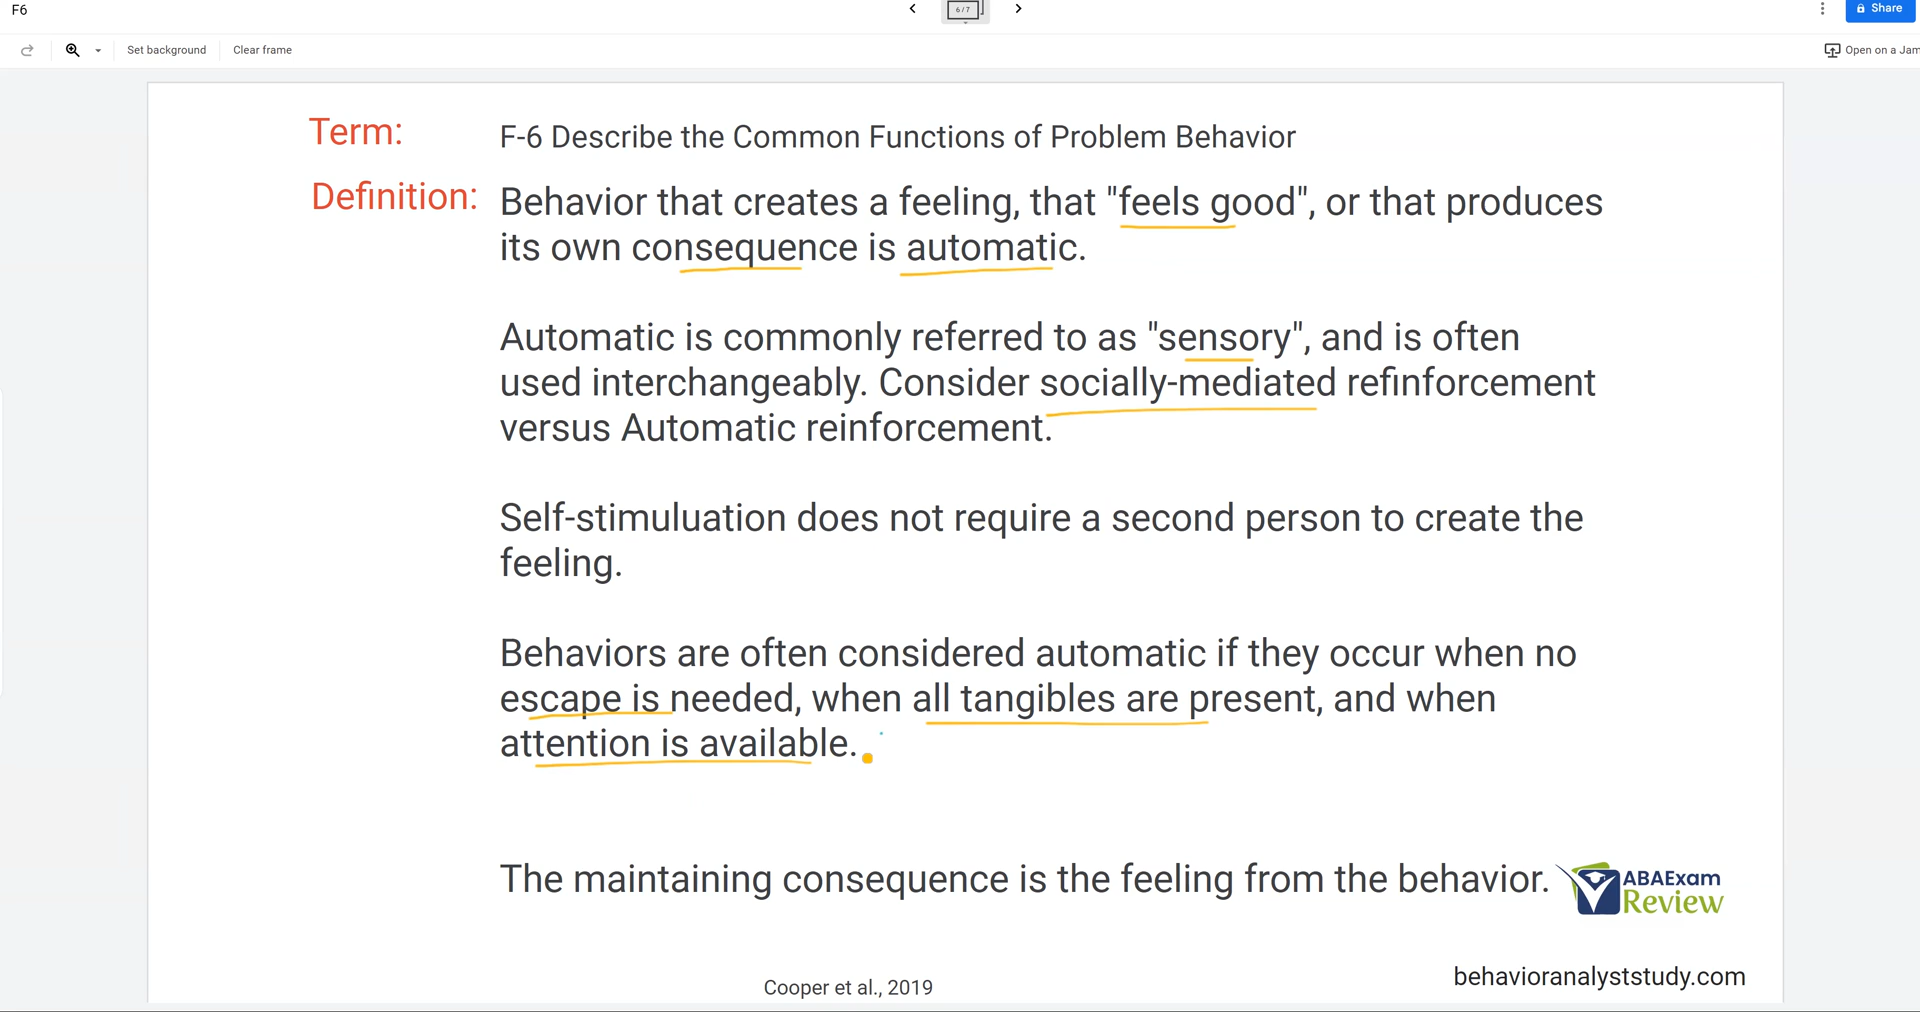 F6
6 / 7
Share
Set background
Clear frame
Open on a Jam
Term:
F-6 Describe the Common Functions of Problem Behavior
Definition:
Behavior that creates a feeling, that "feels good", or that produces
its own consequence is automatic.
Automatic is commonly referred to as "sensory", and is often
used interchangeably. Consider socially-mediated refinforcement
versus Automatic reinforcement.
Self-stimuluation does not require a second person to create the
feeling.
Behaviors are often considered automatic if they occur when no
escape is needed, when all tangibles are present, and when
attention is available.
The maintaining consequence is the feeling from the behavior.
ABAExam
Review
Cooper et al., 2019
behavioranalyststudy.com